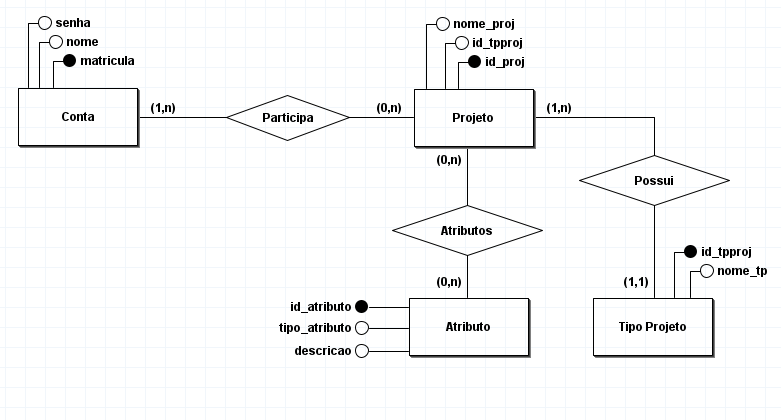 senha
nome
matricula
nome_proj
id_tpproj
id_proj
Conta
(1,n)
Participa
(0,n)
Projeto
(1,n)
(0,n)
Possui
Atributos
(0,n)
(1,1)
id_tpproj
nome_tp
id_atributo
tipo_atributo
descricao
Atributo
Tipo Projeto